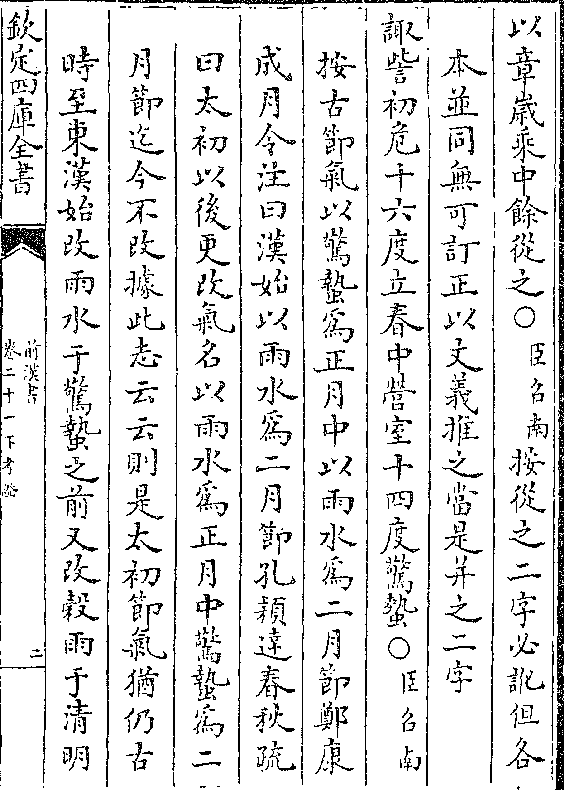 以章歲乘中餘從之○臣召南按從之二字必訛但各
本並同無可訂正以文義推之當是并之二字
諏訾初危十六度立春中營室十四度驚蟄○臣召南
按古節氣以驚蟄爲正月中以雨水爲二月節鄭康
成月令注曰漢始以雨水爲二月節孔穎達春秋疏
曰太初以後更改氣名以雨水爲正月中驚蟄爲二
月節迄今不改據此志云云則是太初節氣猶仍古
時至東漢始改雨水于驚蟄之前又改穀雨于清明
欽定四庫全書
前漢書
卷二十一下考證
二